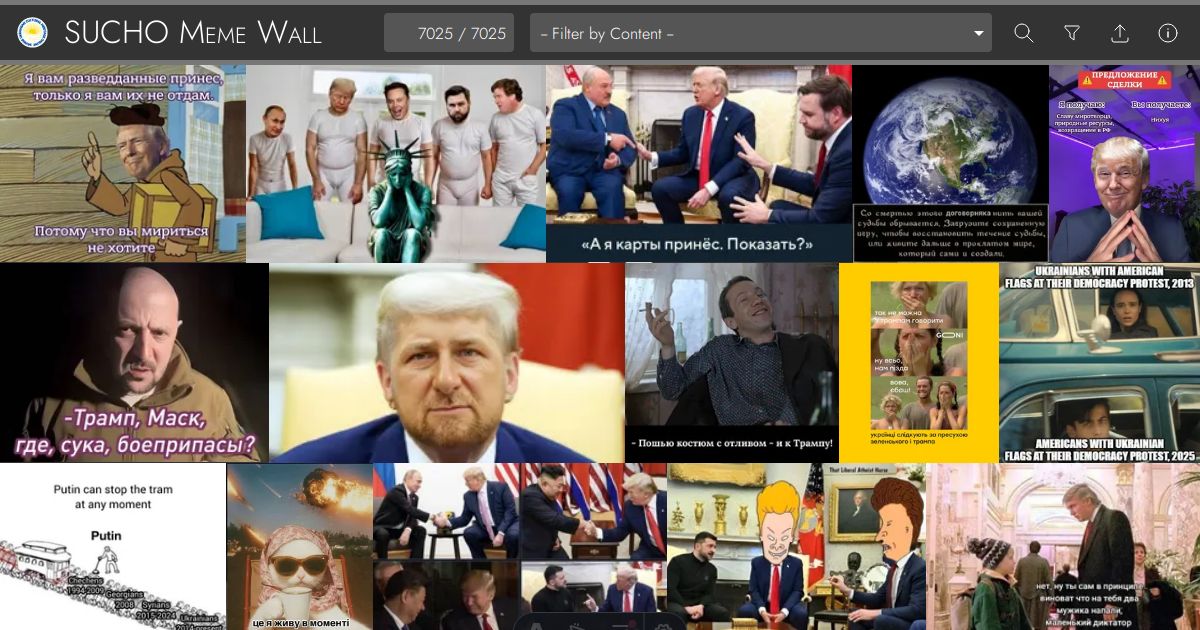 SUCHO MEME WALL
7025 / 7025
-- Filter by Content --
Я вам разведданные принес,
только я вам их не отдам.
Потому что вы мириться
не хотите
«А я карты принёс. Показать?»
Со смертью этого договорняка нить вашей
судьбы обрывается. Загрузите сохранённую
игру, чтобы восстановить течение судьбы,
или живите дальше в проклятом мире,
который сами и создали.
ПРЕДЛОЖЕНИЕ
СДЕЛКИ
Я получаю:
Славу миротворца,
природные ресурсы,
возвращение в РФ
Вы получаете:
Нихуя
-Трамп, Маск,
где, сука, боеприпасы?
- Пошью костюм с отливом - и к Трампу!
так не можна
з трампом говорити
GONI
ну всьо,
нам пізда
вова,
єбаш!
українці слідкують за пресухою
зеленського і трампа
UKRAINIANS WITH AMERICAN
FLAGS AT THEIR DEMOCRACY PROTEST, 2013
AMERICANS WITH UKRAINIAN
FLAGS AT THEIR DEMOCRACY PROTEST, 2025
Putin can stop the tram
at any moment
Putin
Chechens
1994-2009
Georgians
2008
Syrians
2015-2024
Ukrainians
2014-present
це я живу в моменті
That Liberal Atheist Nurse
нет, ну ты сам в принципе
виноват что на тебя два
мужика напали,
маленький диктатор